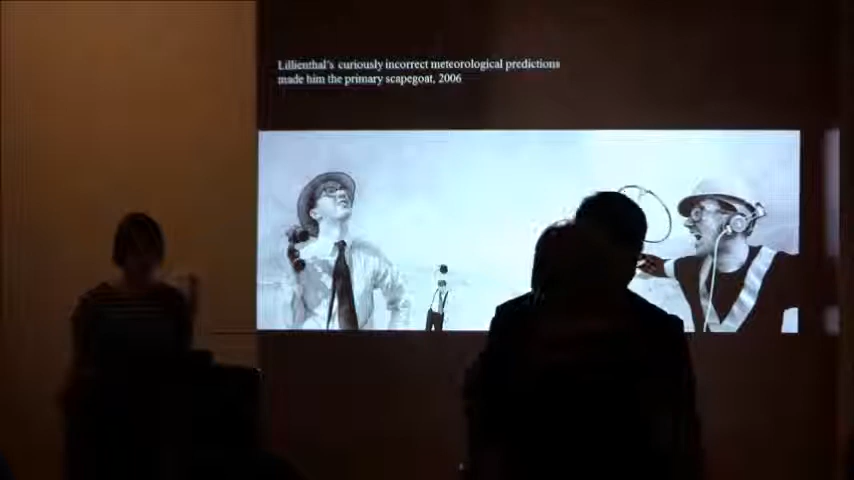 Lillienthal's curiously incorrect meteorological predictions
made him the primary scapegoat, 2006